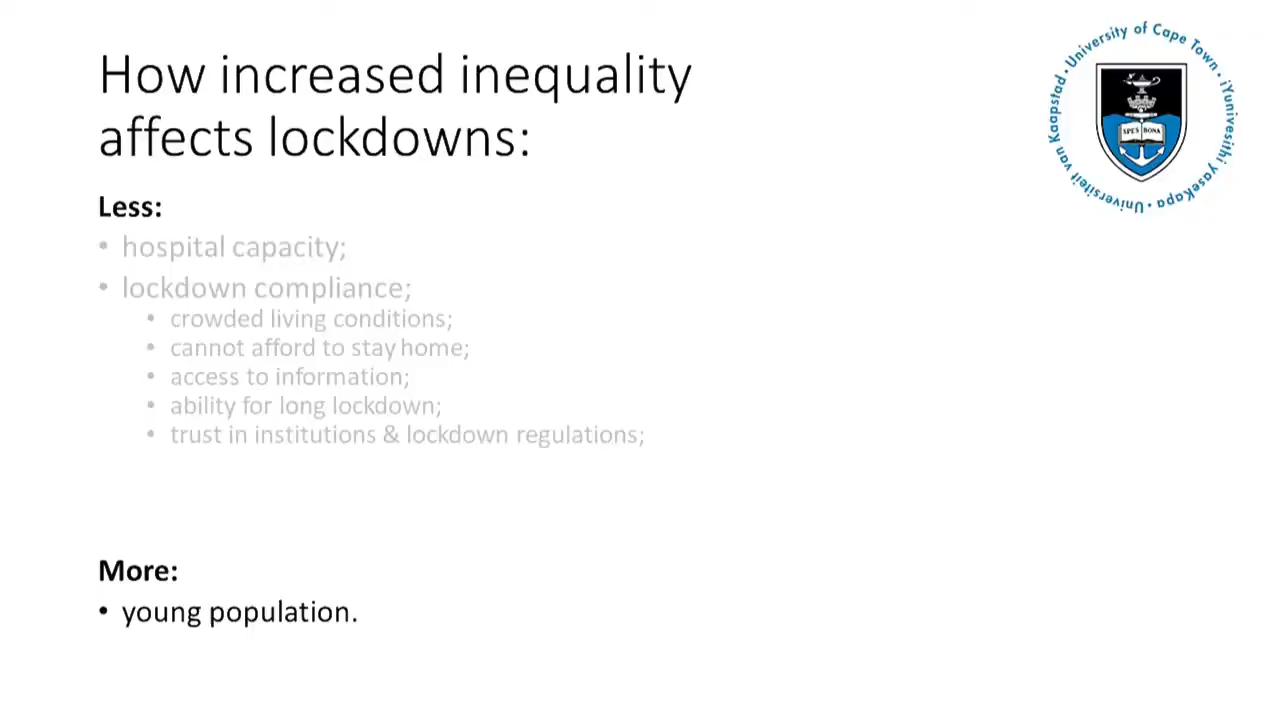 How increased inequality
affects lockdowns:
Less:
• hospital capacity;
• lockdown compliance;
• crowded living conditions;
• cannot afford to stay home;
• access to information;
• ability for long lockdown;
• trust in institutions & lockdown regulations;
More:
• young population.
University of Cape Town • iYunivesithi yaseKapa • Universiteit van Kaapstad •
SPES BONA